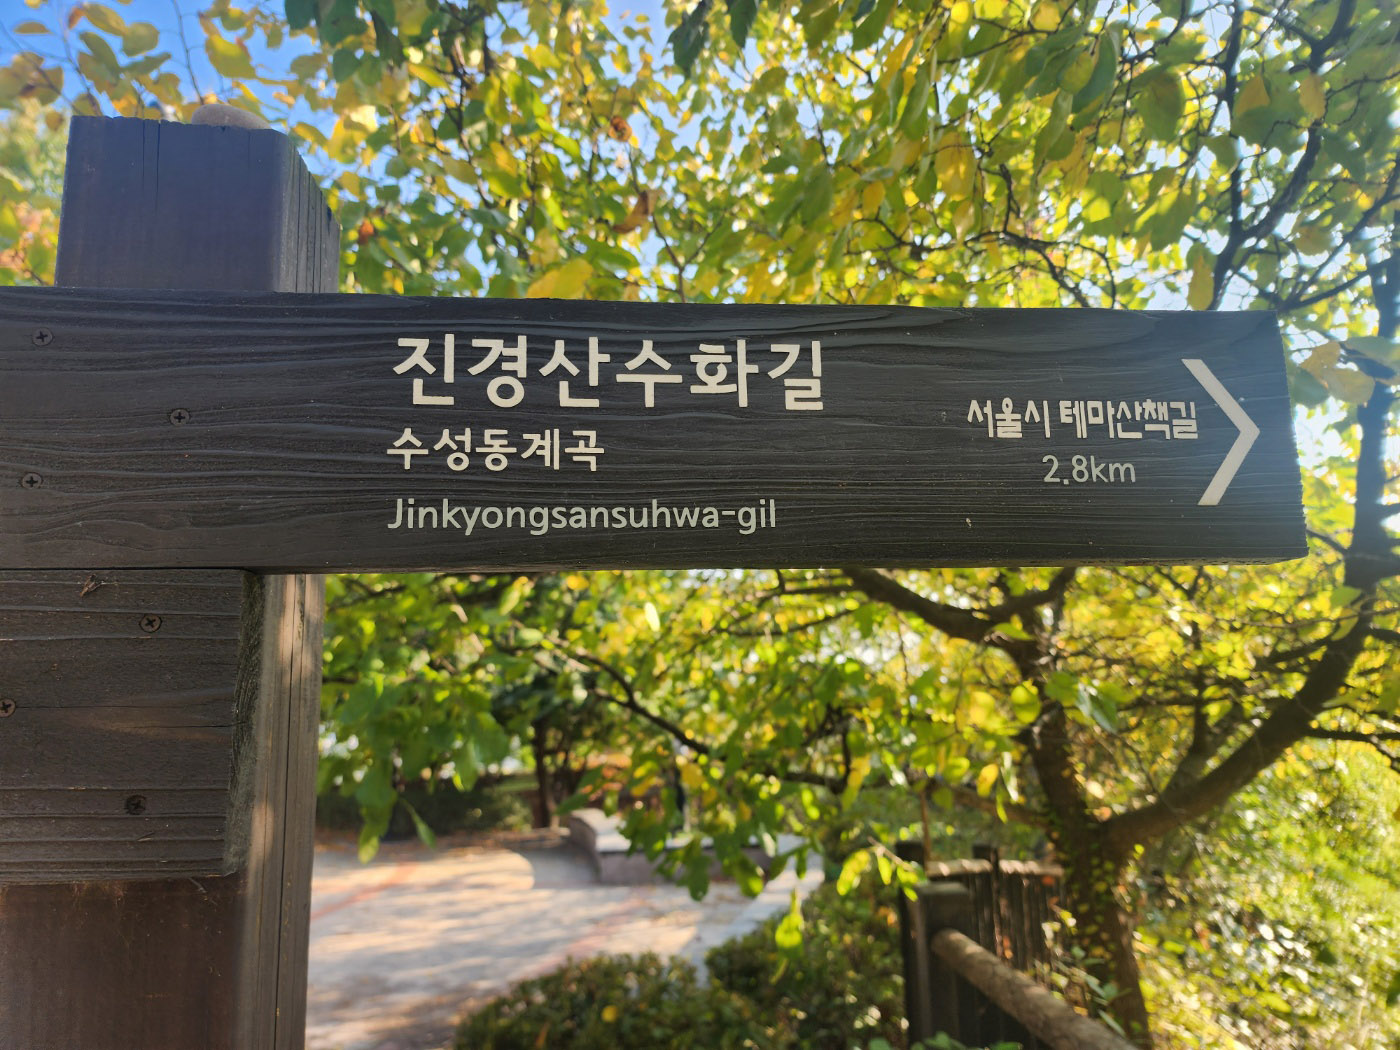 진경산수화길
수성동계곡
Jinkyongsansuhwa-gil
서울시 테마산책길
2.8km